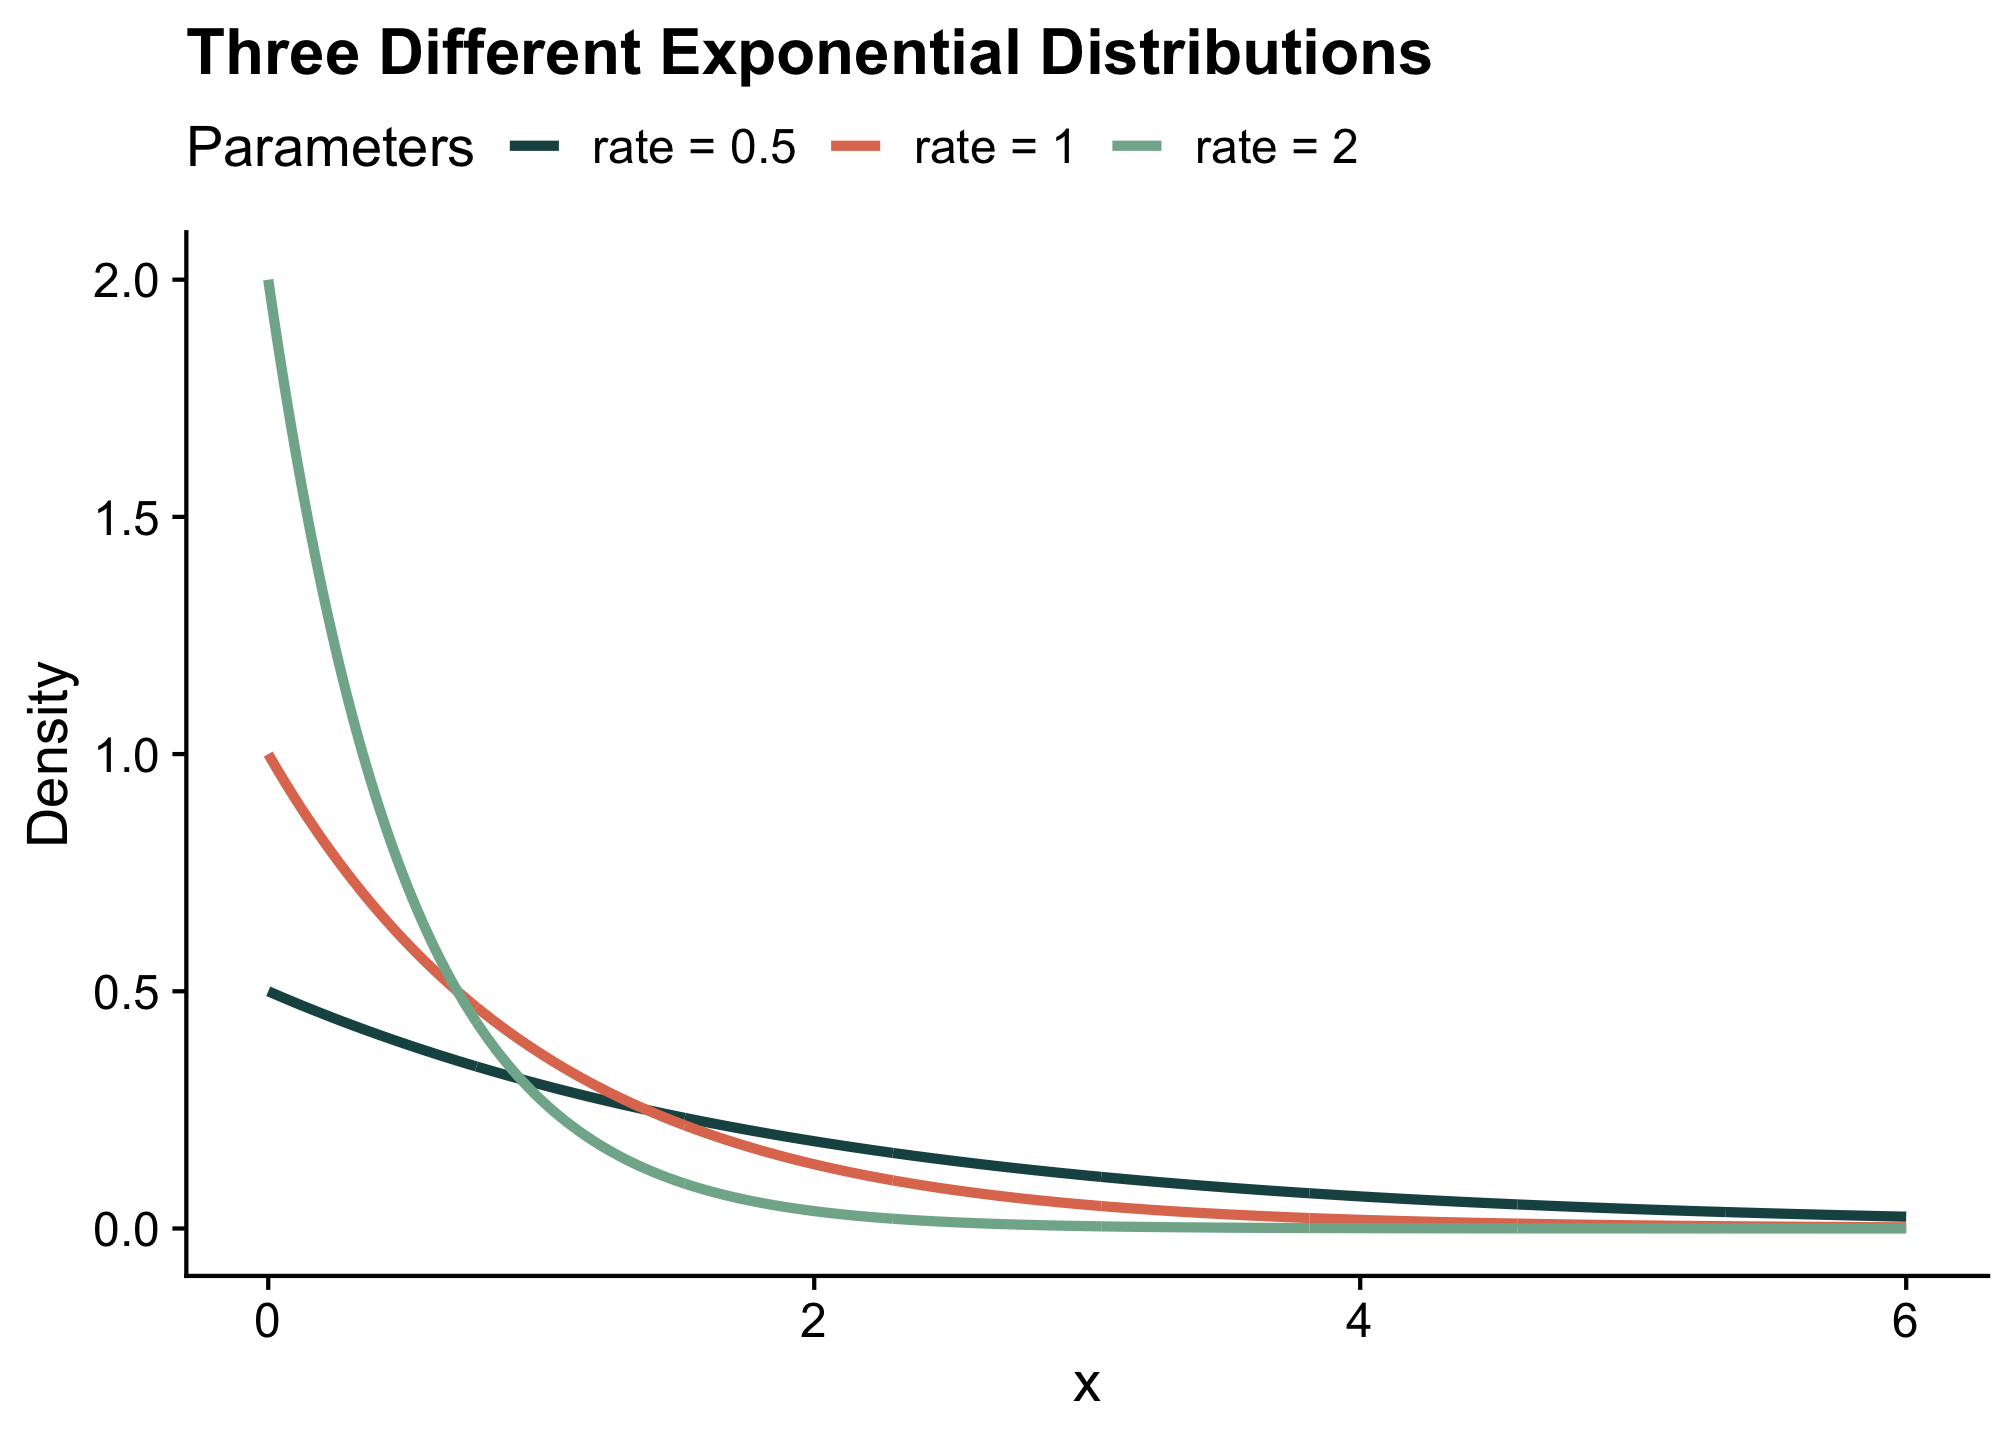 Three Different Exponential Distributions
Parameters rate = 0.5 rate = 1 rate = 2
2.0
1.5
1.0
0.5
0.0
Density
0 2 4 6
x